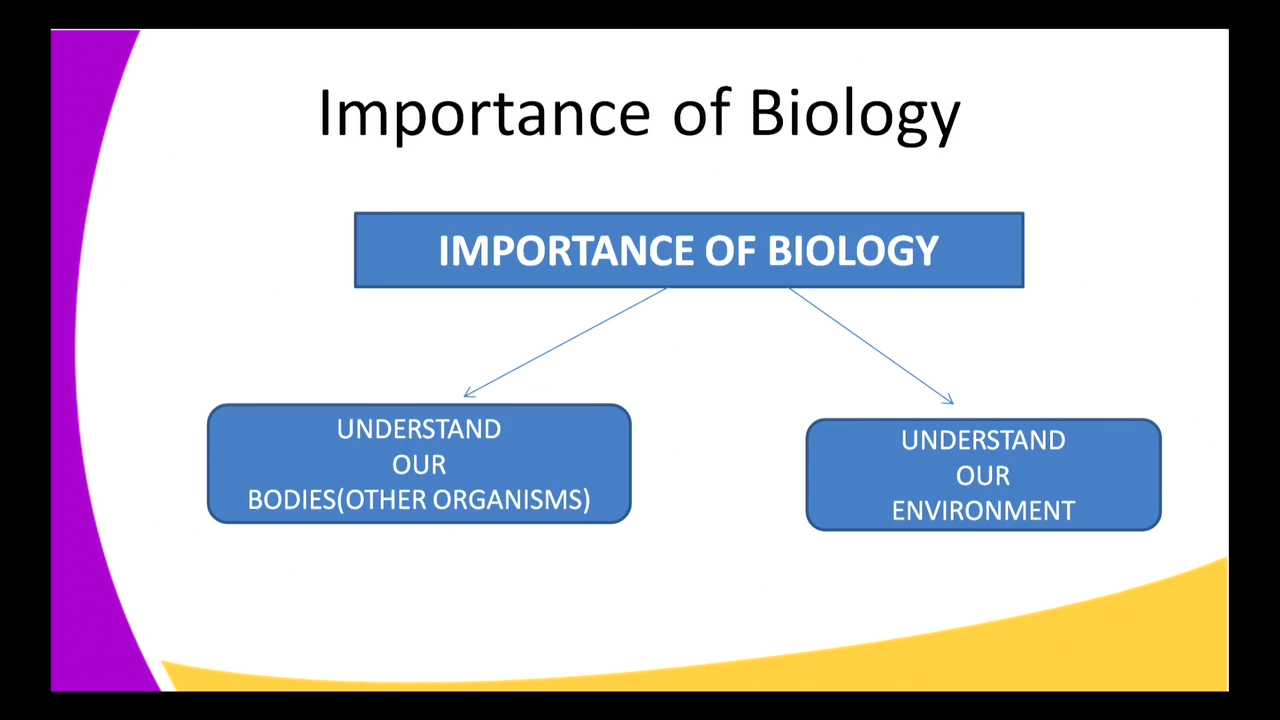 Importance of Biology
IMPORTANCE OF BIOLOGY
UNDERSTAND
OUR
BODIES(OTHER ORGANISMS)
UNDERSTAND
OUR
ENVIRONMENT